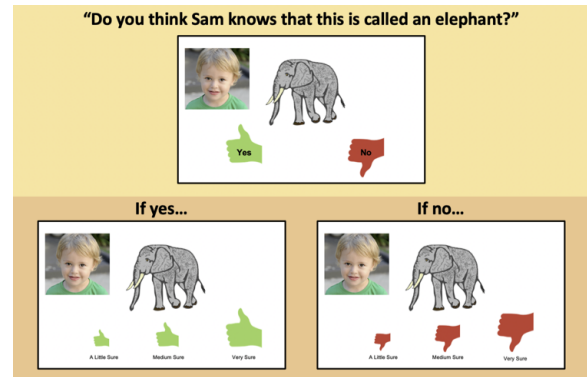 “Do you think Sam knows that this is called an elephant?”
Yes No
If yes... If no...
A Little Sure Medium Sure Very Sure A Little Sure Medium Sure Very Sure